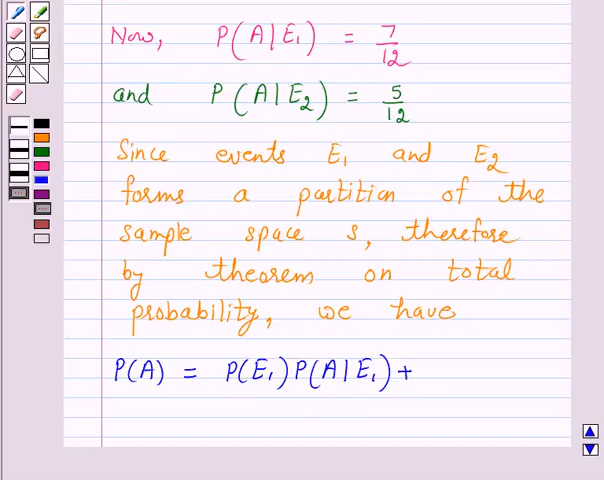 Now, P(A|E₁) = 7/12
and P(A|E₂) = 5/12
Since events E₁ and E₂
forms a partition of the
sample space s, therefore
by theorem on total
probability, we have
P(A) = P(E₁)P(A|E₁)+